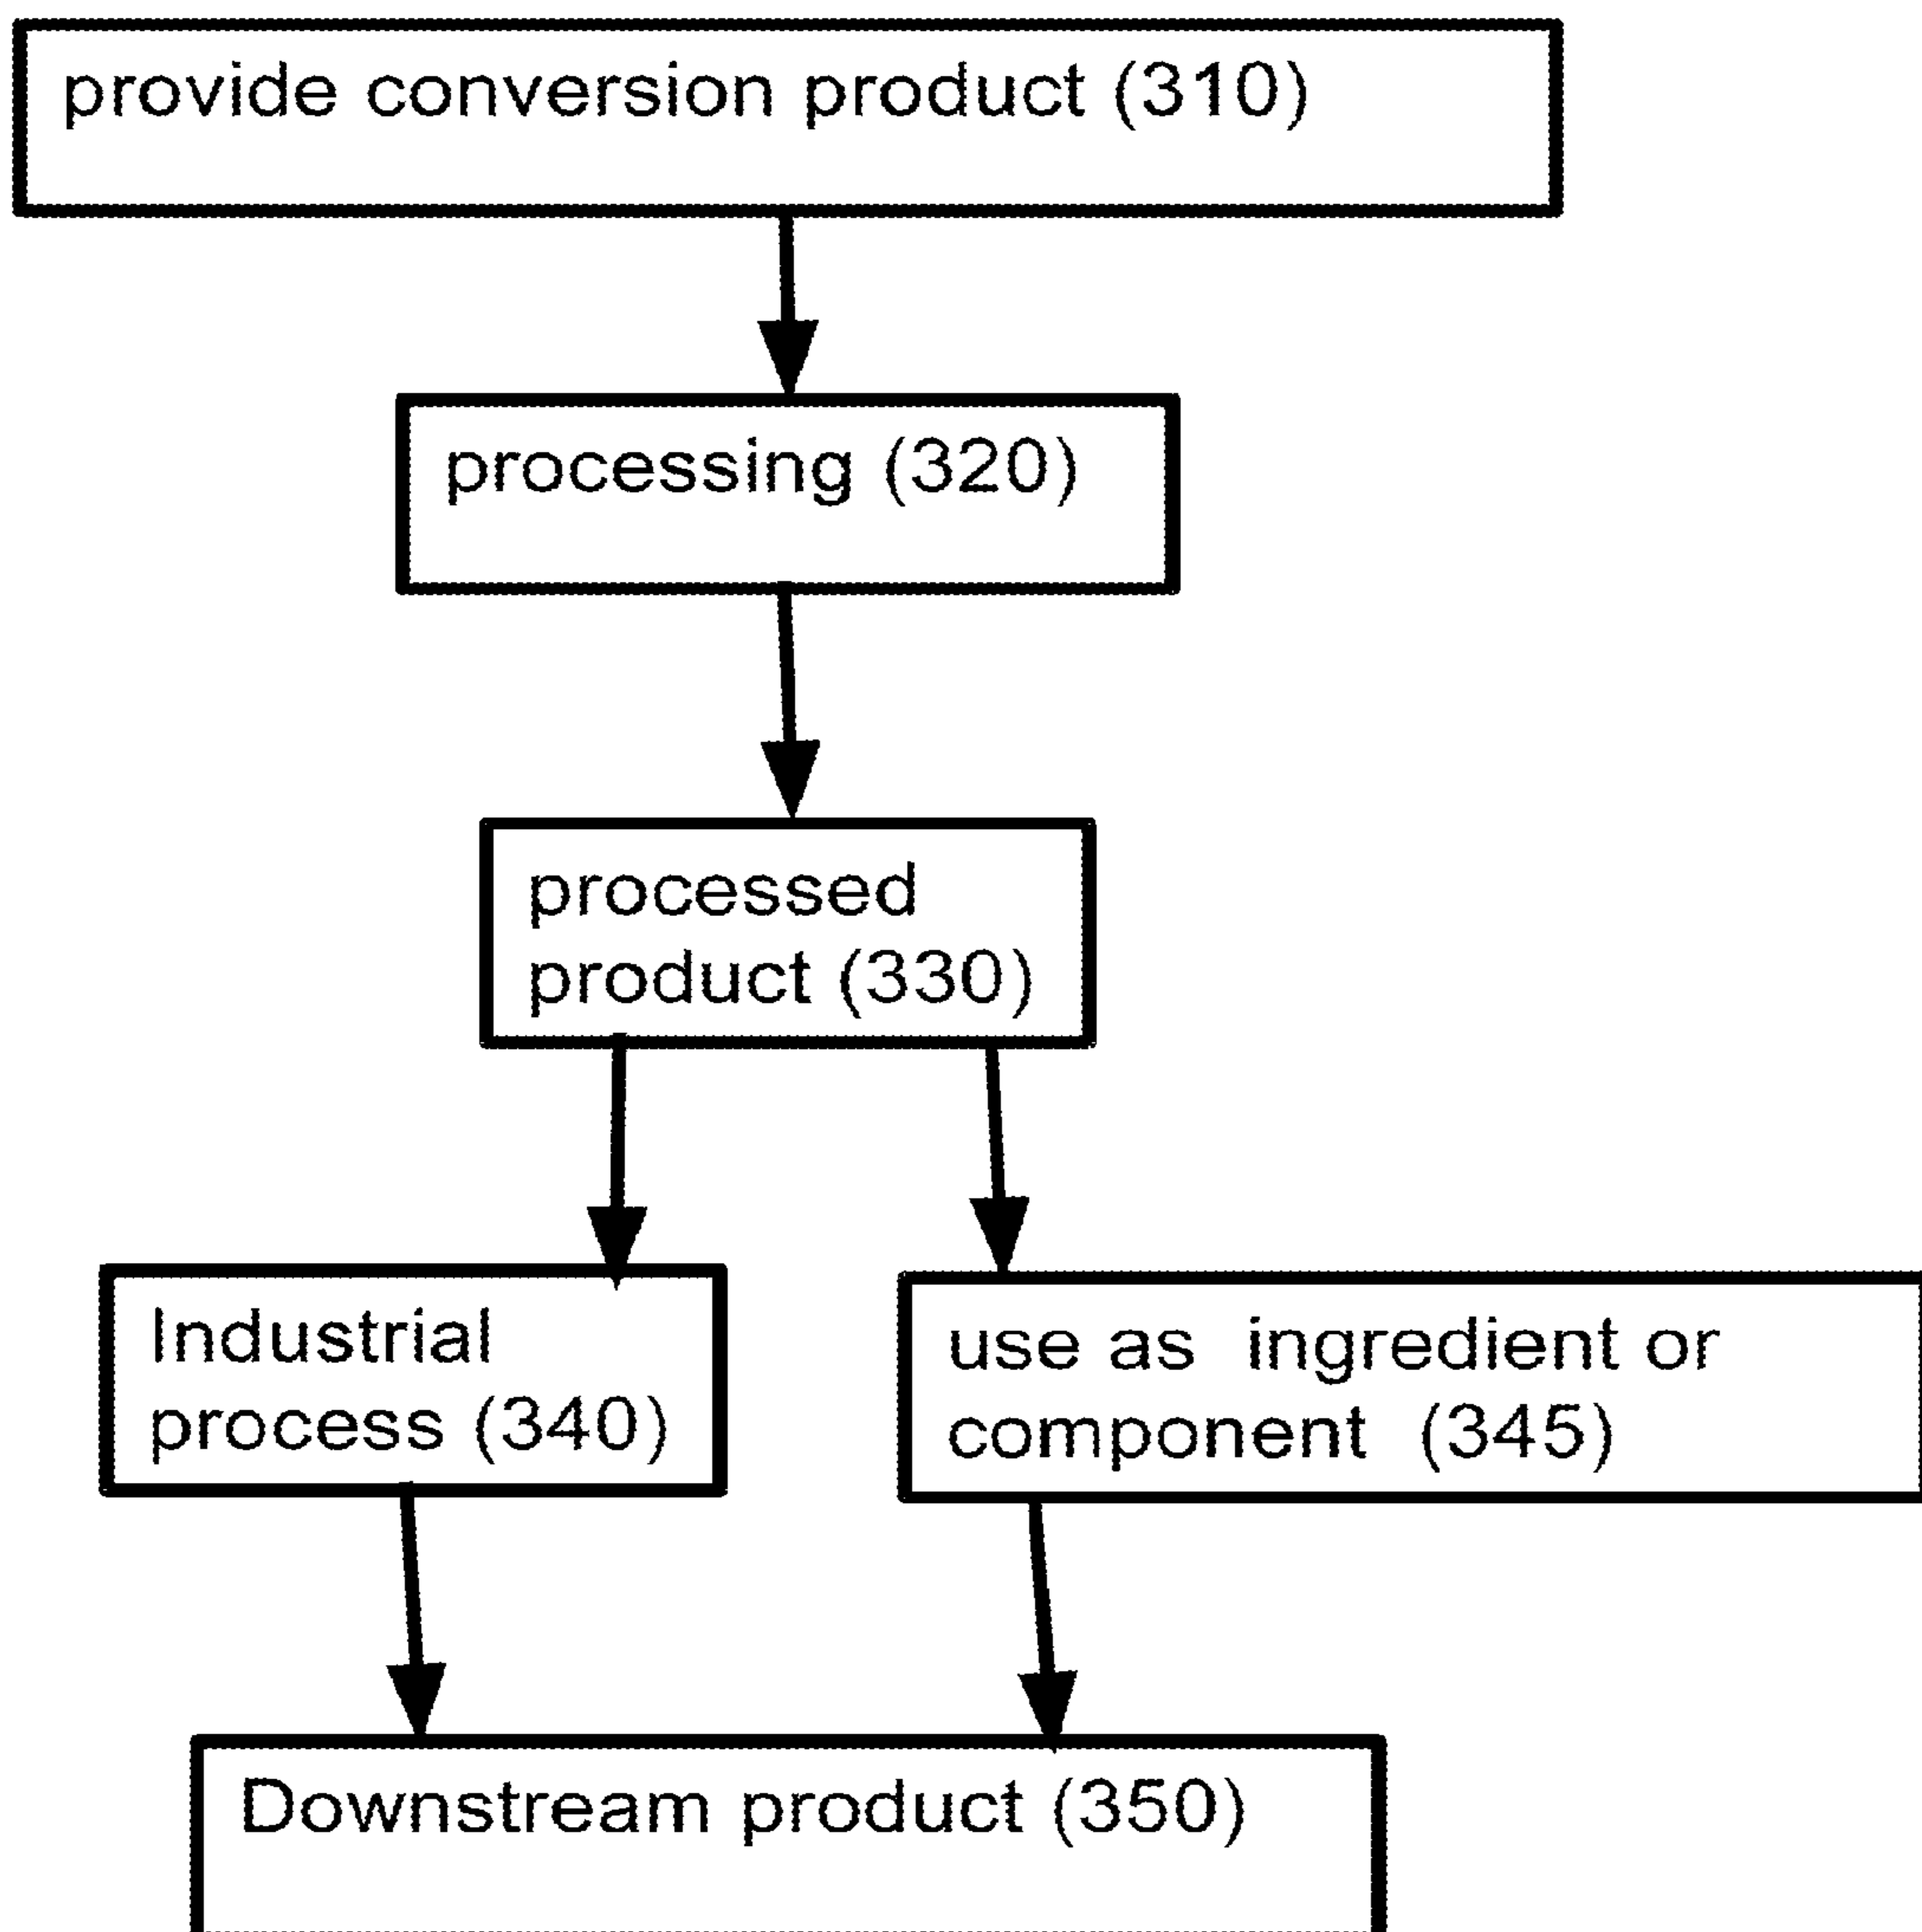 provide conversion product (310)
processing (320)
processed
product (330)
Industrial
process (340)
use as ingredient or
component (345)
Downstream product (350)